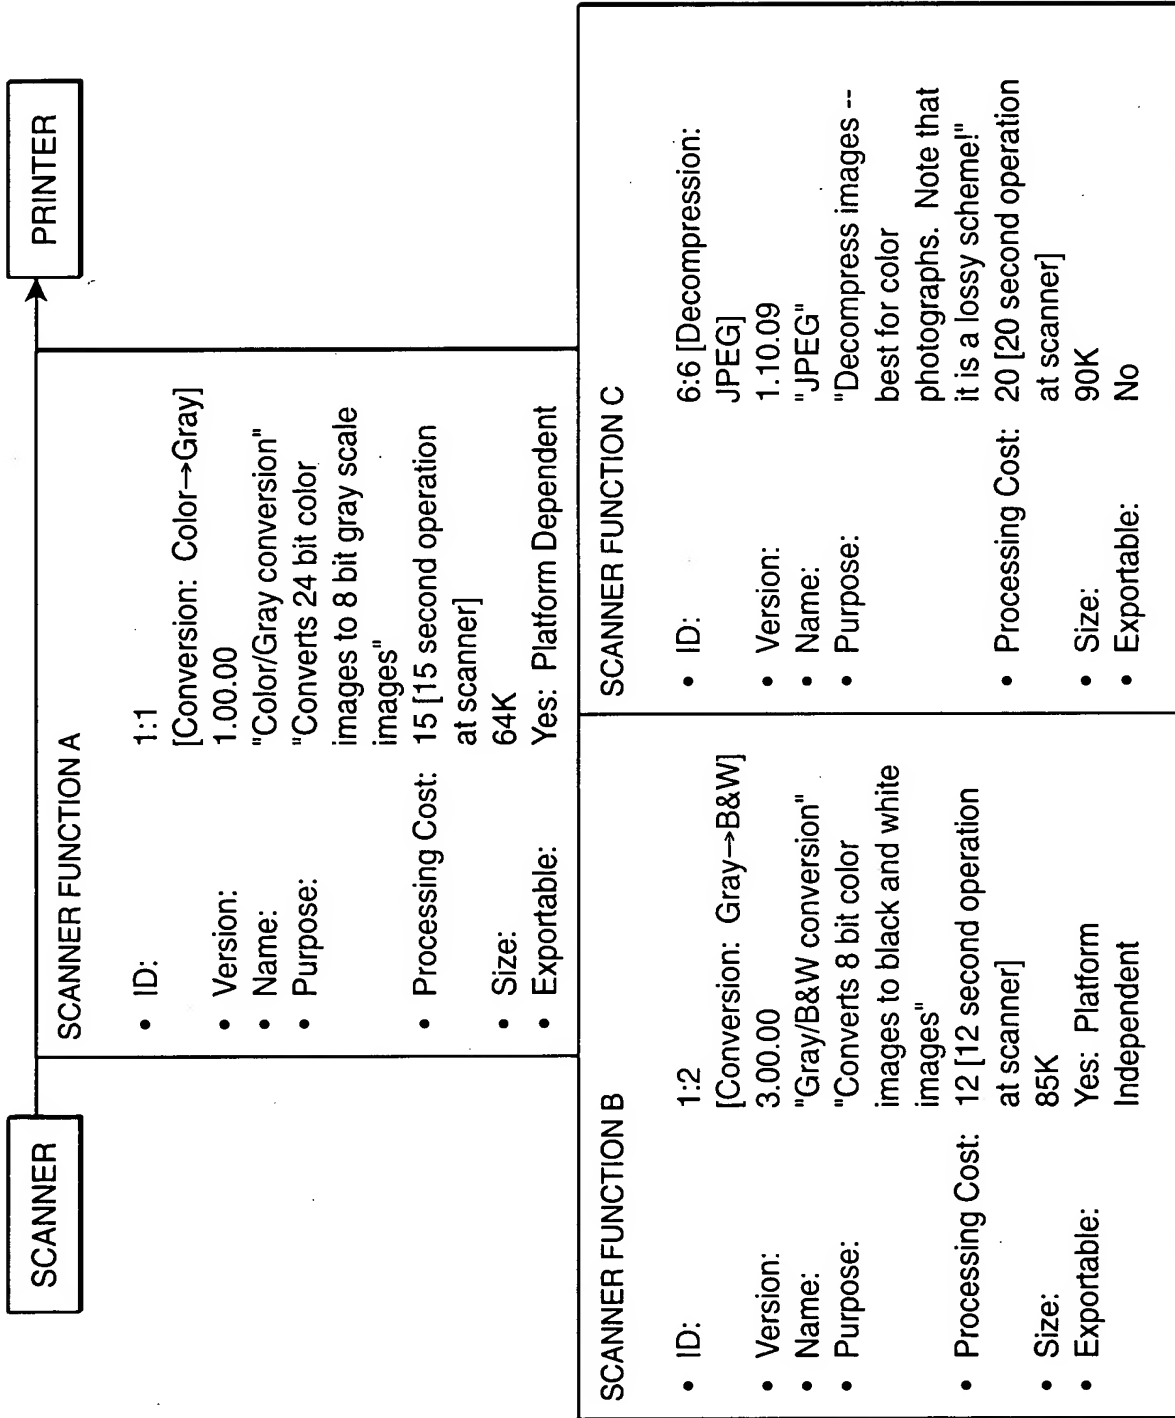 SCANNER
PRINTER
SCANNER FUNCTION A
• ID: 1:1
[Conversion: Color→Gray]
• Version: 1.00.00
• Name: "Color/Gray conversion"
• Purpose: "Converts 24 bit color
images to 8 bit gray scale
images"
• Processing Cost: 15 [15 second operation
at scanner]
• Size: 64K
• Exportable: Yes: Platform Dependent
SCANNER FUNCTION B
• ID: 1:2
[Conversion: Gray→B&W]
• Version: 3.00.00
• Name: "Gray/B&W conversion"
• Purpose: "Converts 8 bit color
images to black and white
images"
• Processing Cost: 12 [12 second operation
at scanner]
• Size: 85K
• Exportable: Yes: Platform
Independent
SCANNER FUNCTION C
• ID: 6:6 [Decompression:
JPEG]
• Version: 1.10.09
• Name: "JPEG"
• Purpose: "Decompress images --
best for color
photographs. Note that
it is a lossy scheme!"
• Processing Cost: 20 [20 second operation
at scanner]
• Size: 90K
• Exportable: No